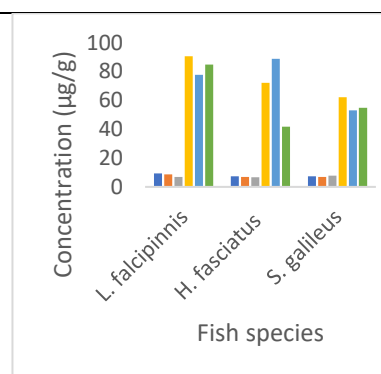 Concentration (µg/g)
100
80
60
40
20
0
L. falcipinnis
H. fasciatus
S. galileus
Fish species